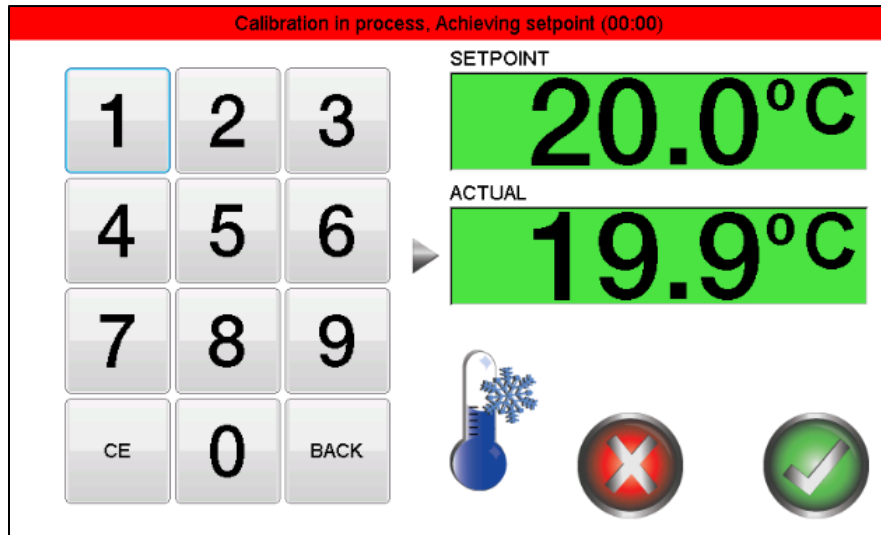 Calibration in process, Achieving setpoint (00:00)
SETPOINT
20.0°C
ACTUAL
19.9°C
1 2 3
4 5 6
7 8 9
CE 0 BACK